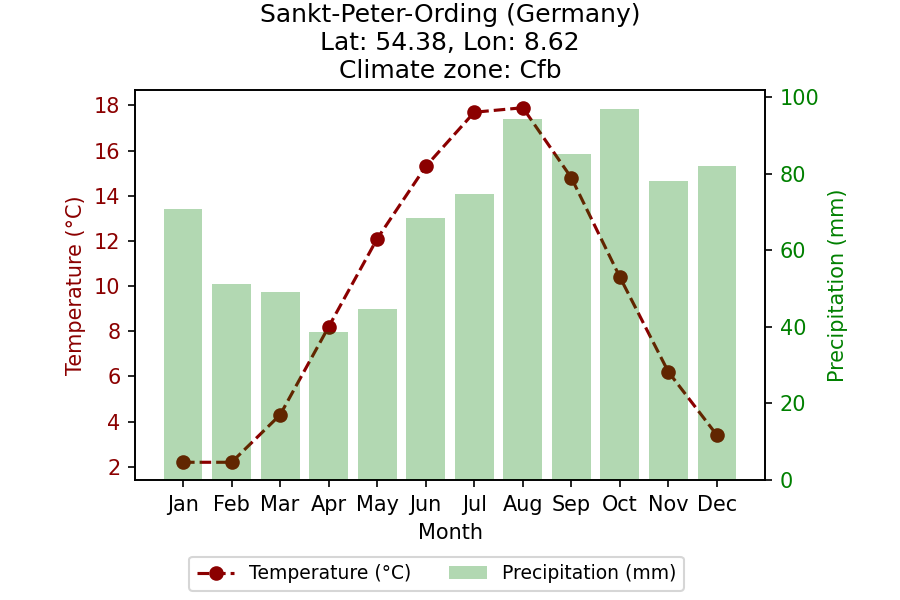 Sankt-Peter-Ording (Germany)
Lat: 54.38, Lon: 8.62
Climate zone: Cfb
Temperature (°C)
18
16
14
12
10
8
6
4
2
100
80
60
40
20
0
Precipitation (mm)
Jan Feb Mar Apr May Jun Jul Aug Sep Oct Nov Dec
Month
Temperature (°C) Precipitation (mm)